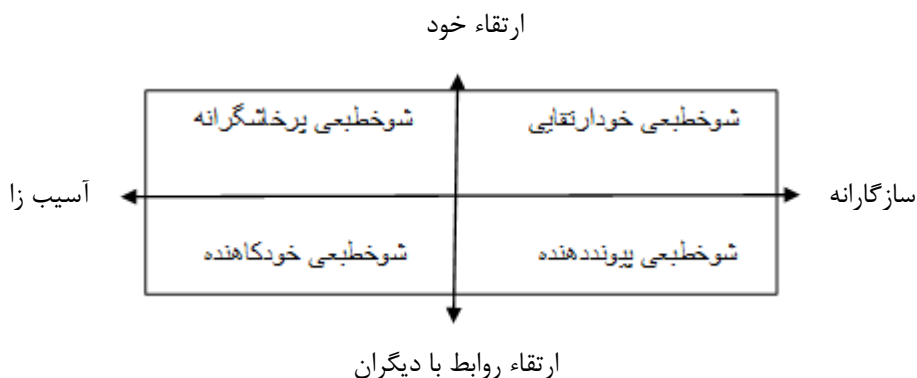 ارتقاء خود
شوخطبعی خودارتقایی
شوخطبعی پرخاشگرانه
سازگارانه
آسیب زا
شوخطبعی پیونددهنده
شوخطبعی خودکاهنده
ارتقاء روابط با دیگران